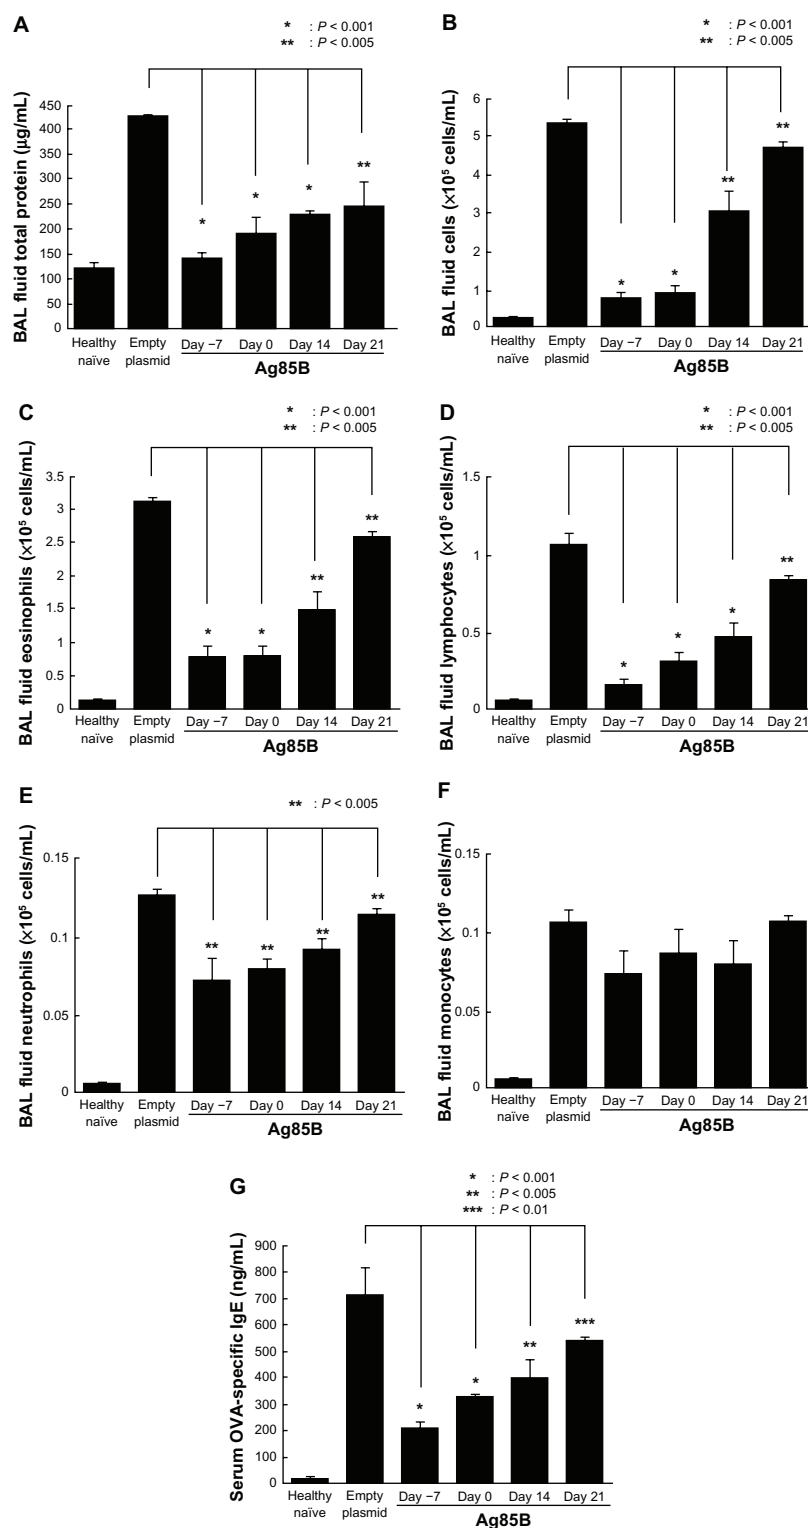 A
* : P < 0.001
** : P < 0.005
BAL fluid total protein (µg/mL)
450
400
350
300
250
200
150
100
50
0
* * * **
Healthy naïve
Empty plasmid
Day −7 Day 0 Day 14 Day 21
Ag85B
B
* : P < 0.001
** : P < 0.005
BAL fluid cells (×10⁵ cells/mL)
6
5
4
3
2
1
0
* * ** **
Healthy naïve
Empty plasmid
Day −7 Day 0 Day 14 Day 21
Ag85B
C
* : P < 0.001
** : P < 0.005
BAL fluid eosinophils (×10⁵ cells/mL)
3.5
3
2.5
2
1.5
1
0.5
0
* * ** **
Healthy naïve
Empty plasmid
Day −7 Day 0 Day 14 Day 21
Ag85B
D
* : P < 0.001
** : P < 0.005
BAL fluid lymphocytes (×10⁵ cells/mL)
1.5
1
0.5
0
* * * **
Healthy naïve
Empty plasmid
Day −7 Day 0 Day 14 Day 21
Ag85B
E
** : P < 0.005
BAL fluid neutrophils (×10⁵ cells/mL)
0.15
0.1
0.05
0
** ** ** **
Healthy naïve
Empty plasmid
Day −7 Day 0 Day 14 Day 21
Ag85B
F
BAL fluid monocytes (×10⁵ cells/mL)
0.15
0.1
0.05
0
Healthy naïve
Empty plasmid
Day −7 Day 0 Day 14 Day 21
Ag85B
G
* : P < 0.001
** : P < 0.005
*** : P < 0.01
Serum OVA-specific IgE (ng/mL)
900
800
700
600
500
400
300
200
100
0
* * ** ***
Healthy naïve
Empty plasmid
Day −7 Day 0 Day 14 Day 21
Ag85B